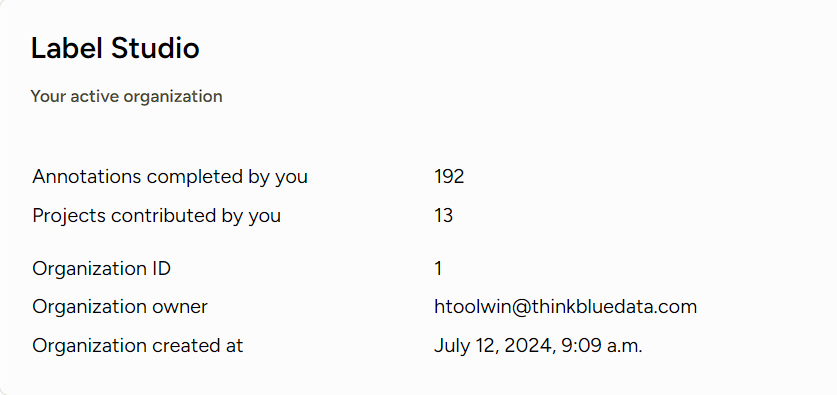 Label Studio
Your active organization
Annotations completed by you 192
Projects contributed by you 13
Organization ID 1
Organization owner htoolwin@thinkbluedata.com
Organization created at July 12, 2024, 9:09 a.m.